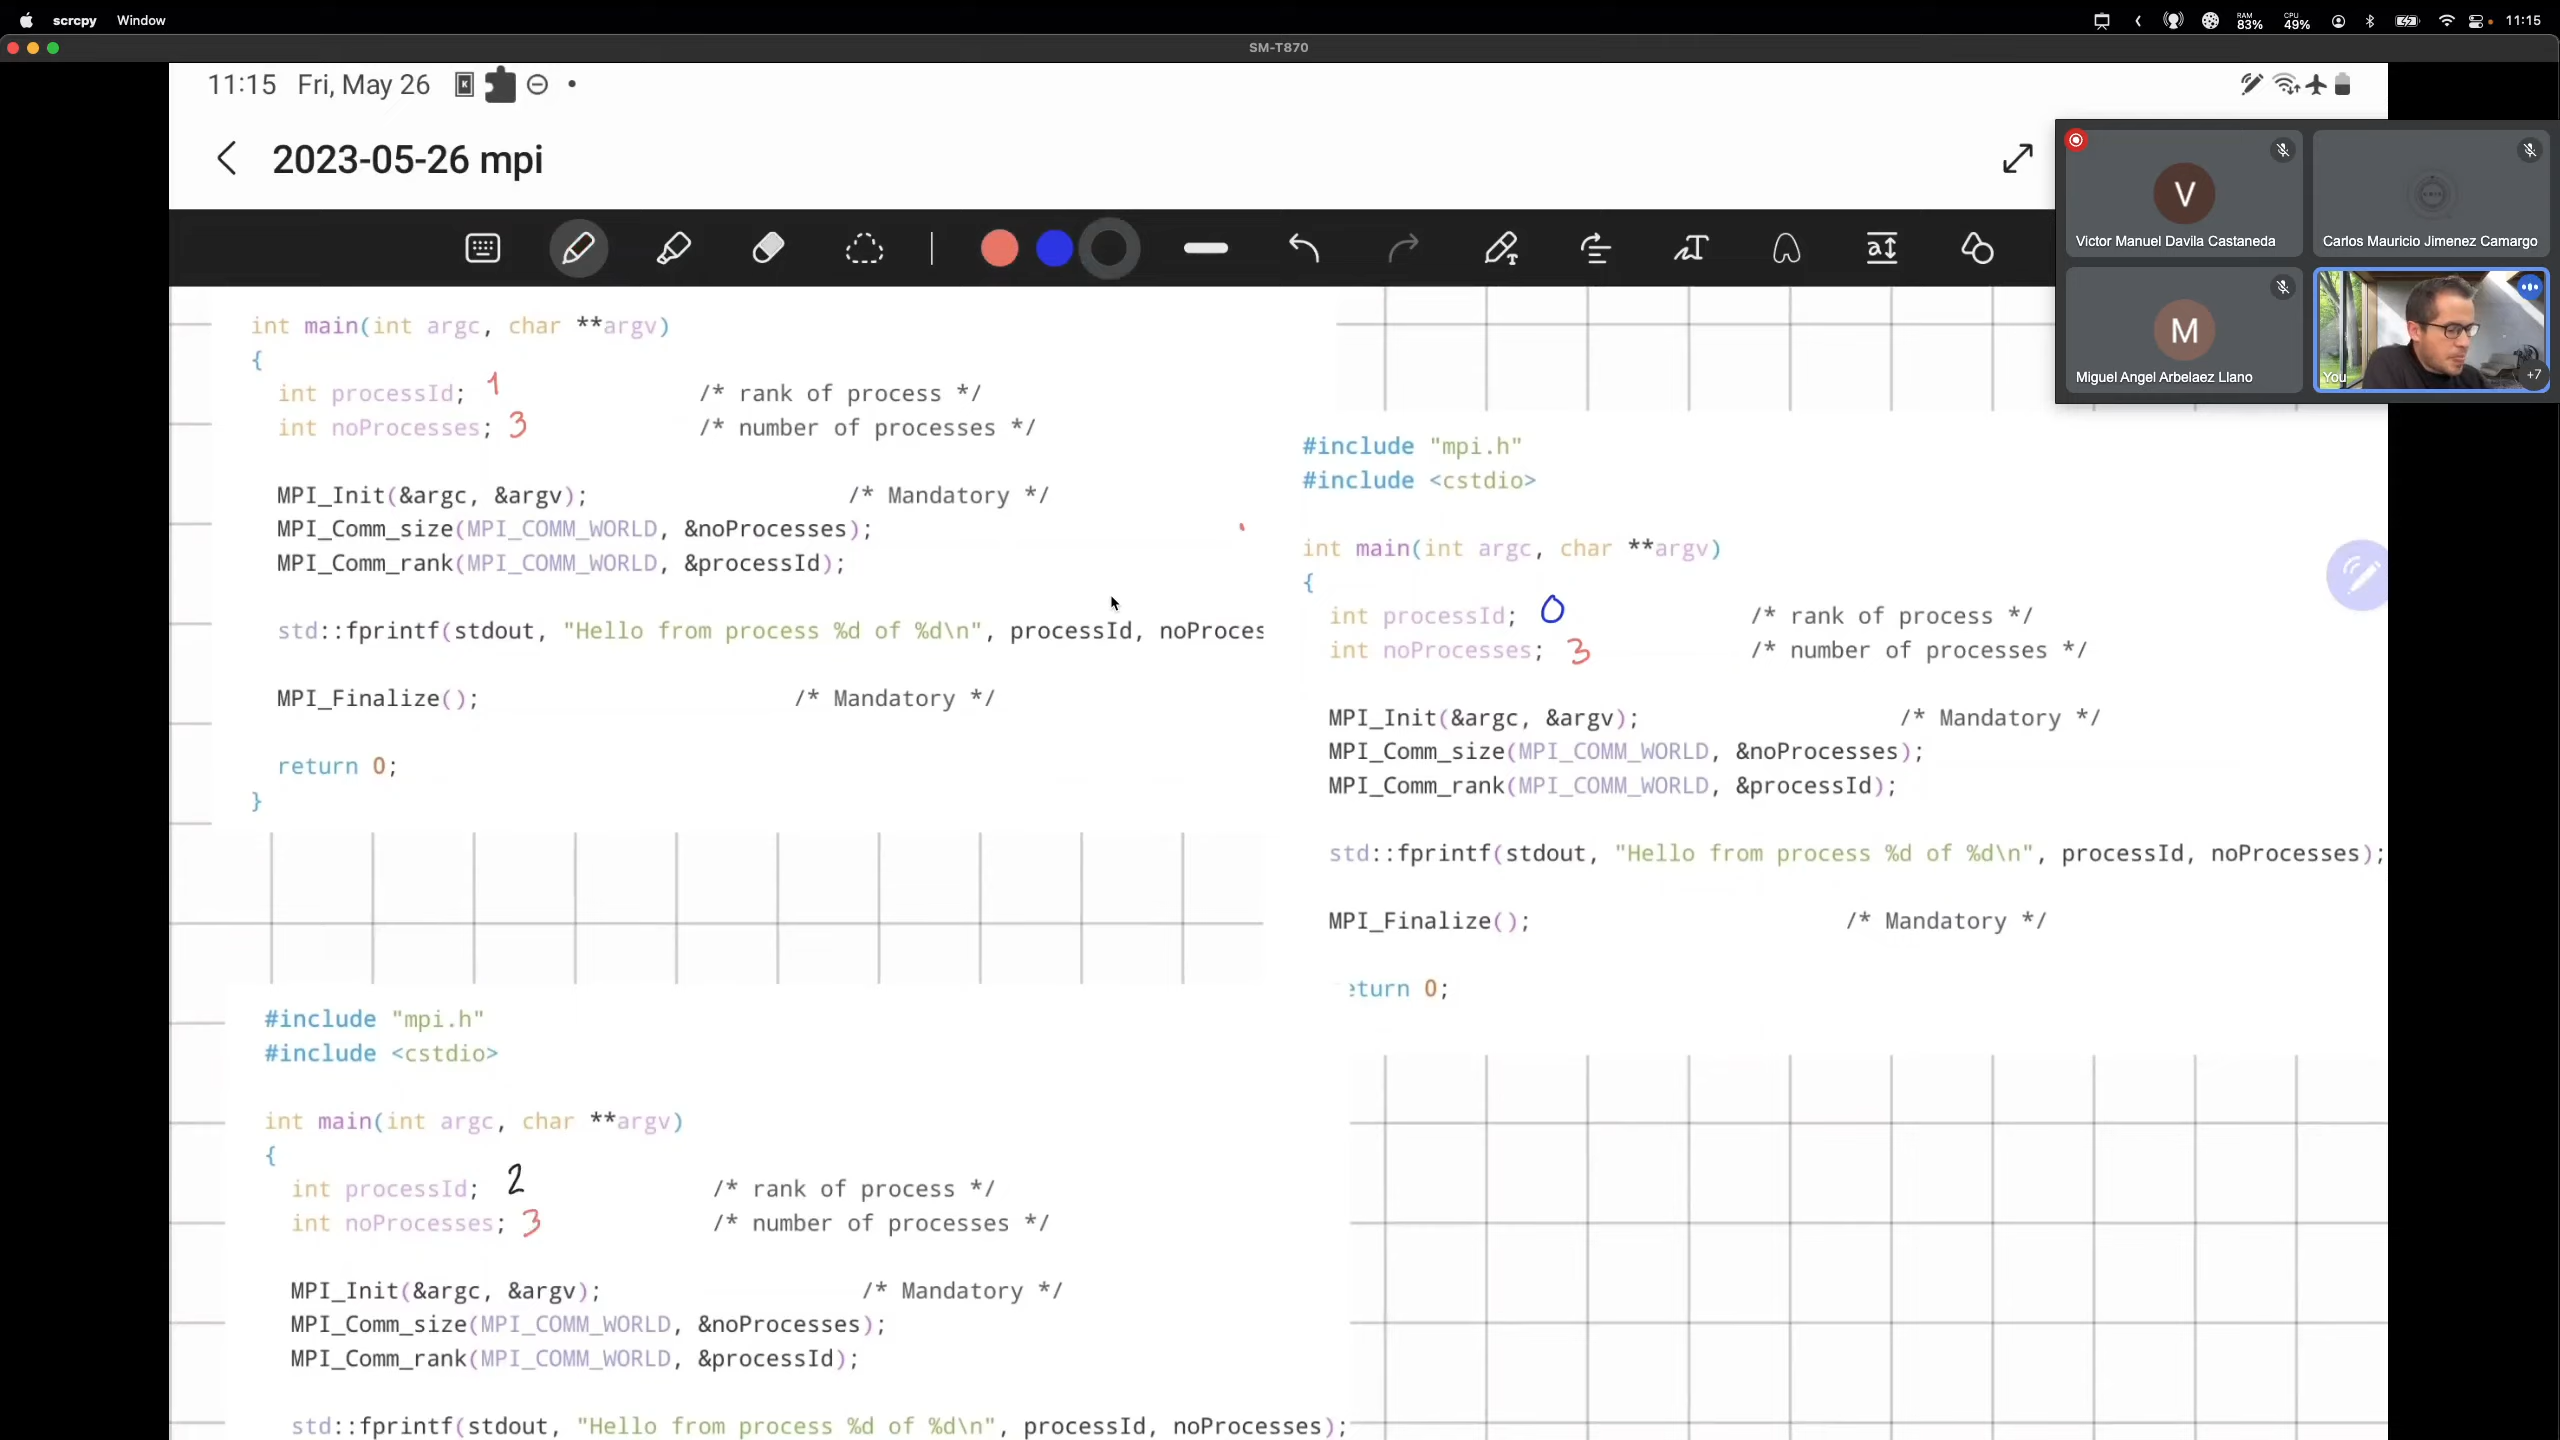 scrcpy Window
RAM 83% CPU 49% 11:15
SM-T870
11:15 Fri, May 26
2023-05-26 mpi
Victor Manuel Davila Castaneda
Carlos Mauricio Jimenez Camargo
V
M
Miguel Angel Arbelaez Llano
You
+7
int main(int argc, char **argv)
{
int processId; 1 /* rank of process */
int noProcesses; 3 /* number of processes */
MPI_Init(&argc, &argv); /* Mandatory */
MPI_Comm_size(MPI_COMM_WORLD, &noProcesses);
MPI_Comm_rank(MPI_COMM_WORLD, &processId);
std::fprintf(stdout, "Hello from process %d of %d\n", processId, noProces
MPI_Finalize(); /* Mandatory */
return 0;
}
#include "mpi.h"
#include <cstdio>
int main(int argc, char **argv)
{
int processId; 0 /* rank of process */
int noProcesses; 3 /* number of processes */
MPI_Init(&argc, &argv); /* Mandatory */
MPI_Comm_size(MPI_COMM_WORLD, &noProcesses);
MPI_Comm_rank(MPI_COMM_WORLD, &processId);
std::fprintf(stdout, "Hello from process %d of %d\n", processId, noProcesses);
MPI_Finalize(); /* Mandatory */
eturn 0;
#include "mpi.h"
#include <cstdio>
int main(int argc, char **argv)
{
int processId; 2 /* rank of process */
int noProcesses; 3 /* number of processes */
MPI_Init(&argc, &argv); /* Mandatory */
MPI_Comm_size(MPI_COMM_WORLD, &noProcesses);
MPI_Comm_rank(MPI_COMM_WORLD, &processId);
std::fprintf(stdout, "Hello from process %d of %d\n", processId, noProcesses);